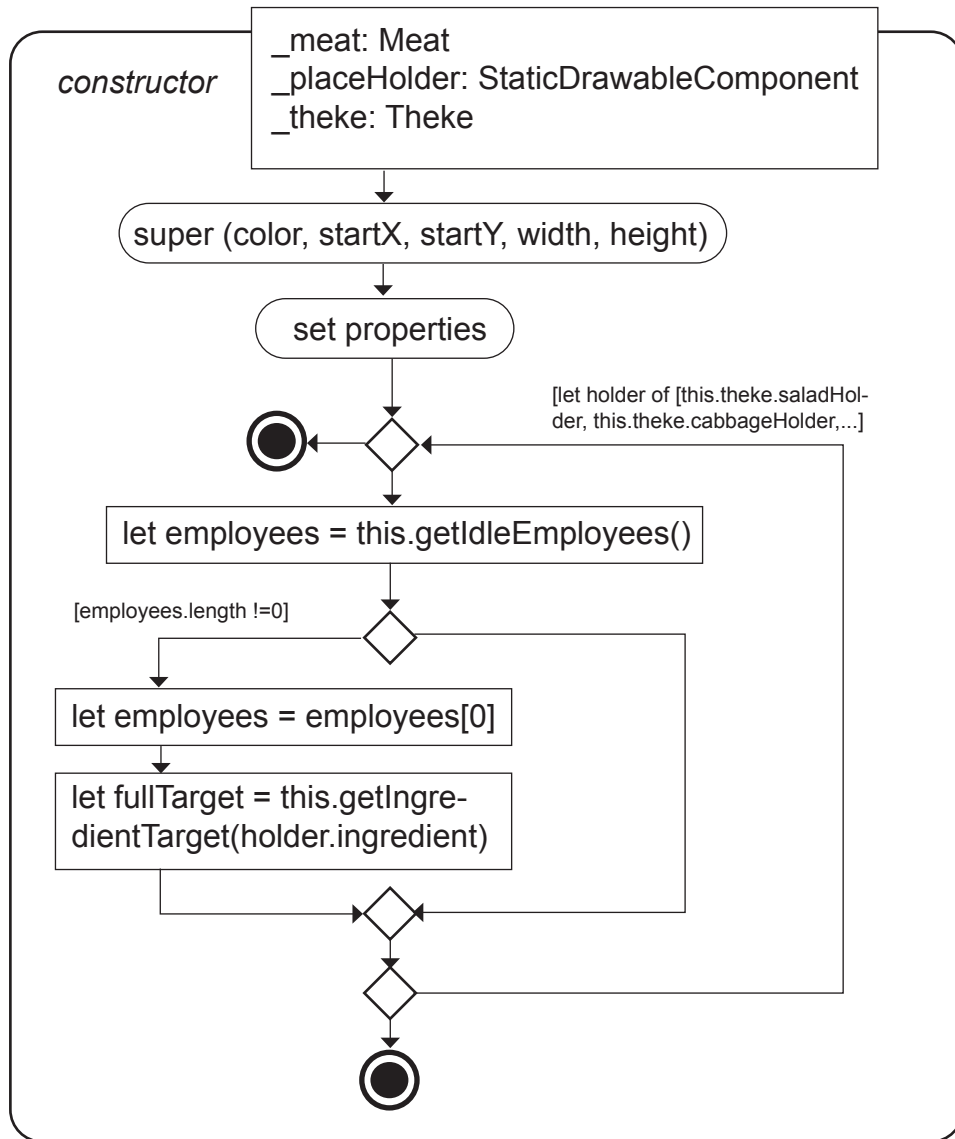 _meat: Meat
_placeHolder: StaticDrawableComponent
_theke: Theke
constructor
super (color, startX, startY, width, height)
set properties
[let holder of [this.theke.saladHol-
der, this.theke.cabbageHolder,...]
let employees = this.getIdleEmployees()
[employees.length !=0]
let employees = employees[0]
let fullTarget = this.getIngre-
dientTarget(holder.ingredient)